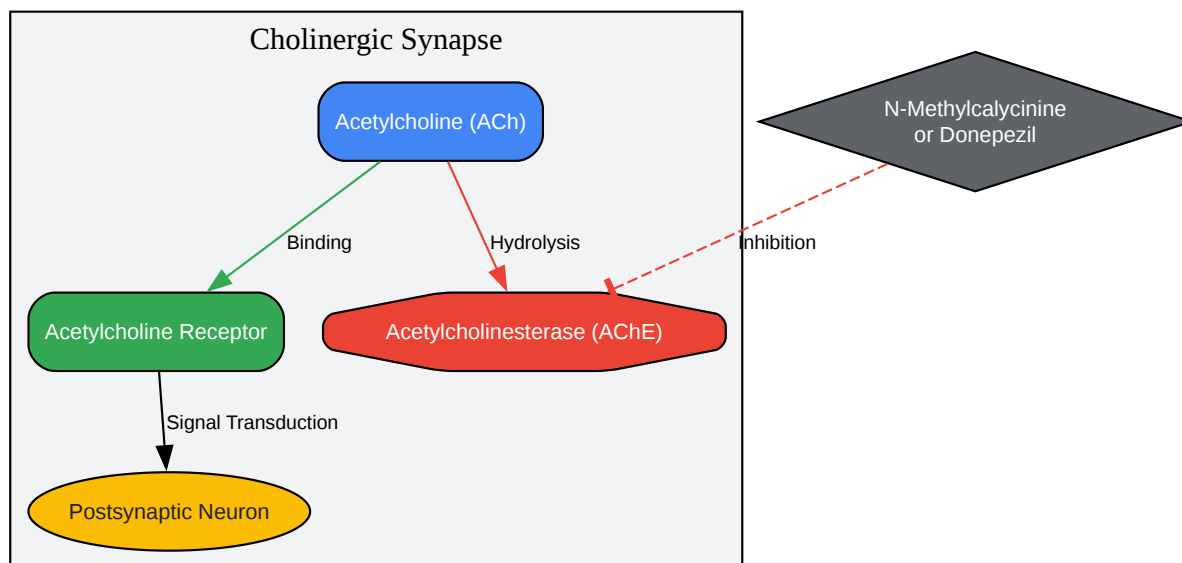 Cholinergic Synapse
Acetylcholine (ACh)
N-Methylcalycinine
or Donepezil
Binding
Hydrolysis
Inhibition
Acetylcholine Receptor
Acetylcholinesterase (AChE)
Signal Transduction
Postsynaptic Neuron